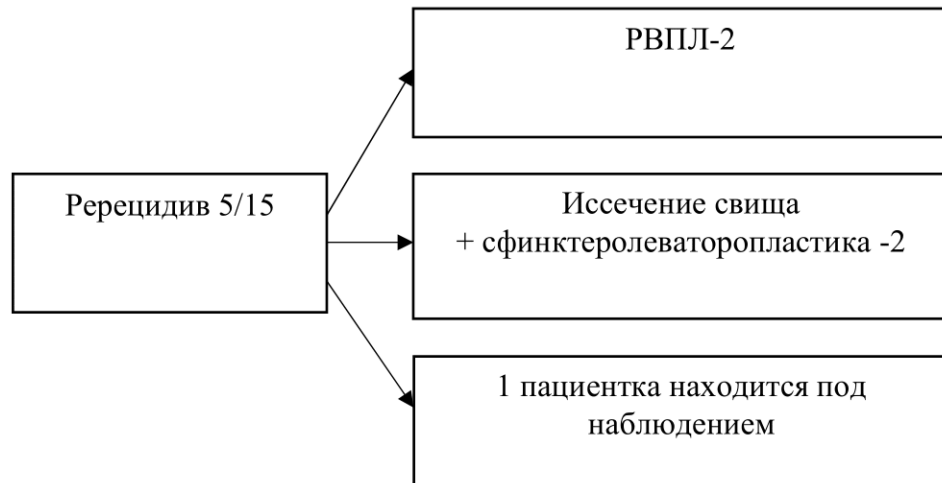 РВПЛ-2
Ререцидив 5/15
Иссечение свища
+ сфинктеролеваторопластика -2
1 пациентка находится под
наблюдением